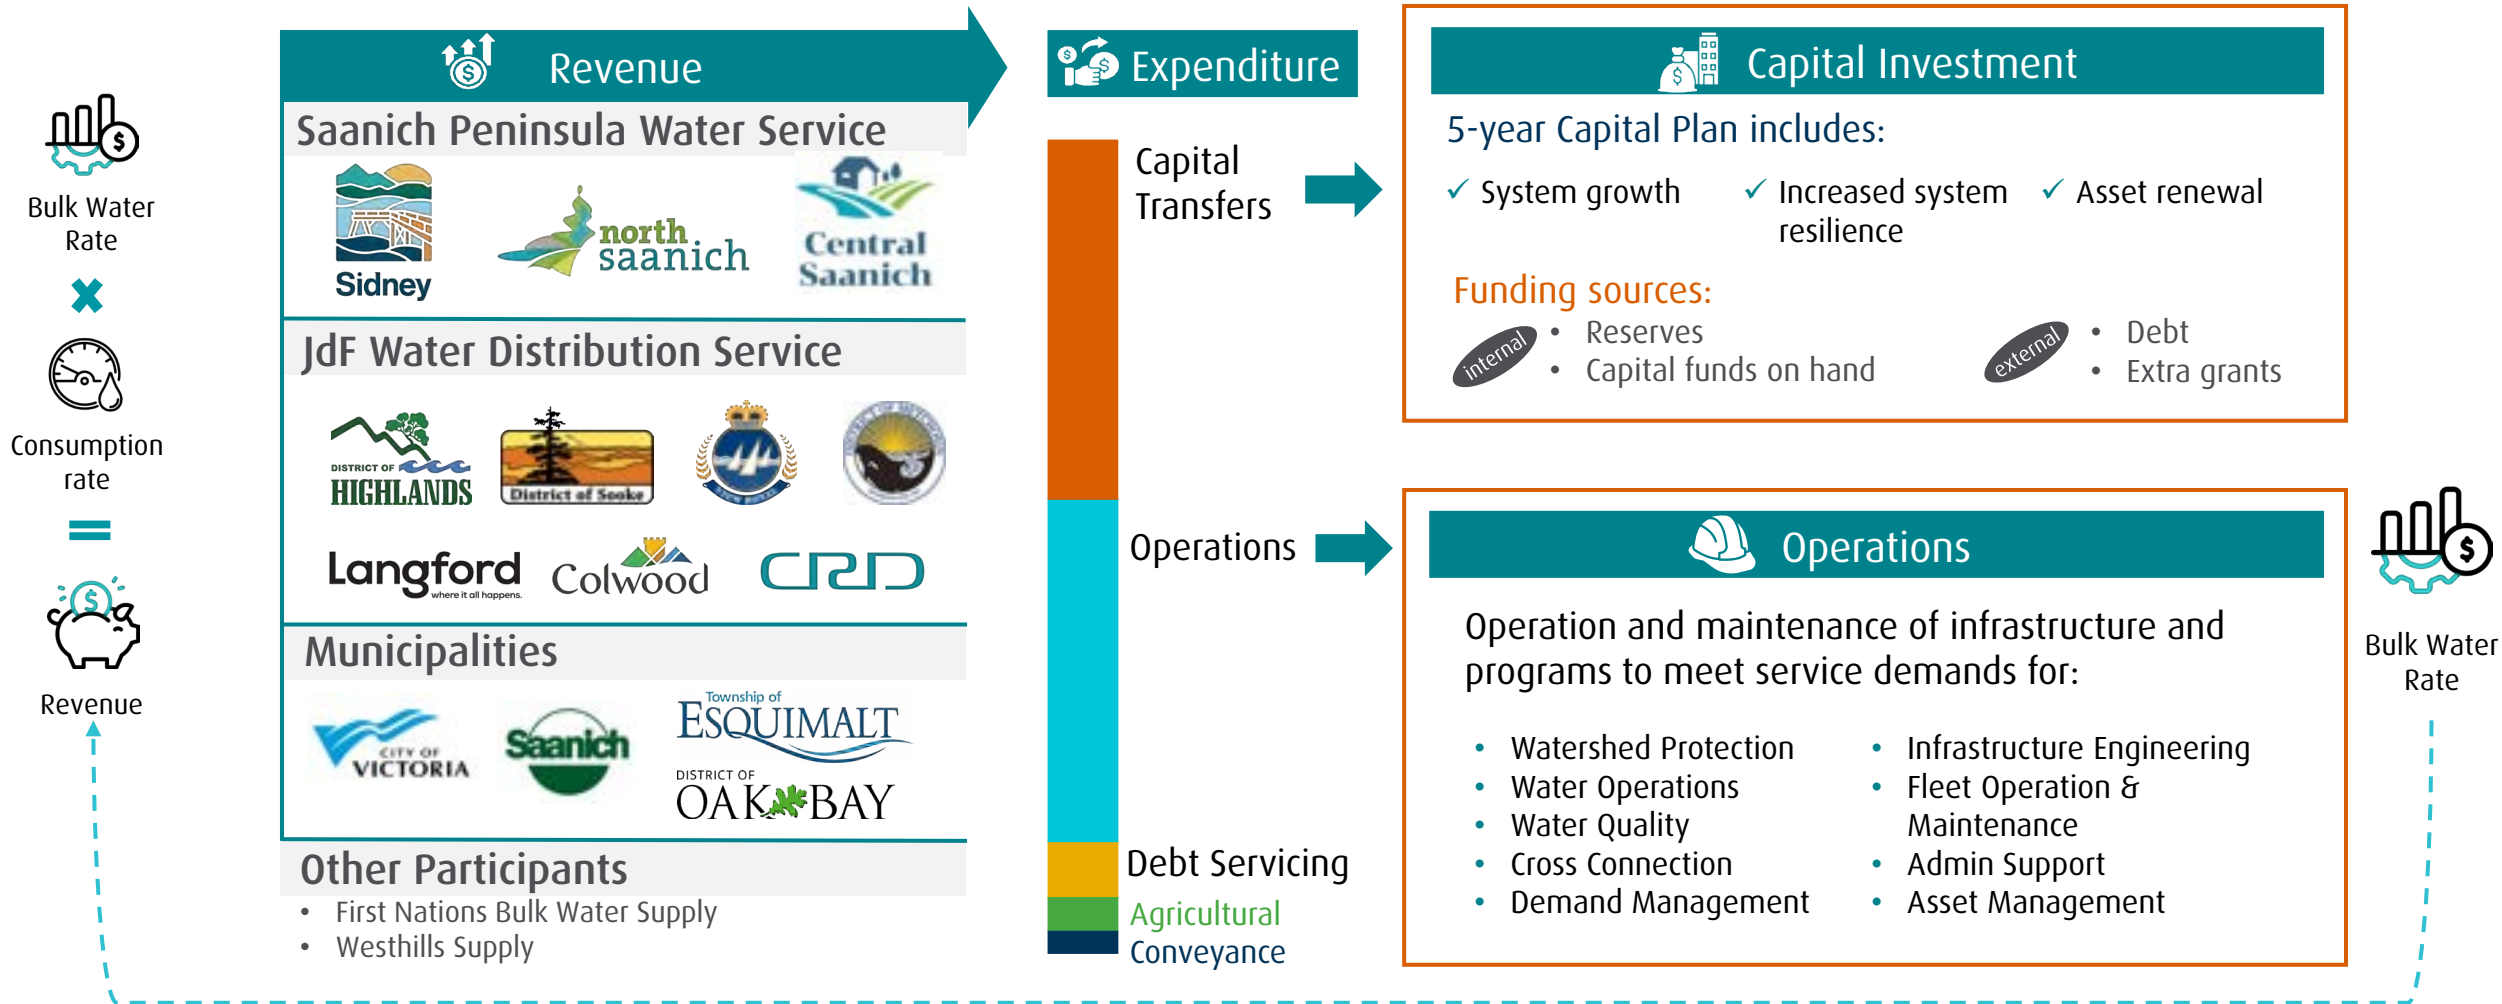 Bulk Water
Rate
Consumption
rate
Revenue
Revenue
Saanich Peninsula Water Service
Sidney
north
saanich
Central
Saanich
JdF Water Distribution Service
DISTRICT OF
HIGHLANDS
District of Sooke
Langford
where it all happens.
Colwood
CRD
Municipalities
CITY OF
VICTORIA
Saanich
Township of
ESQUIMALT
DISTRICT OF
OAK BAY
Other Participants
• First Nations Bulk Water Supply
• Westhills Supply
Expenditure
Capital
Transfers
Operations
Debt Servicing
Agricultural
Conveyance
Capital Investment
5-year Capital Plan includes:
✓ System growth
✓ Increased system
resilience
✓ Asset renewal
Funding sources:
internal
• Reserves
• Capital funds on hand
external
• Debt
• Extra grants
Operations
Operation and maintenance of infrastructure and
programs to meet service demands for:
• Watershed Protection
• Water Operations
• Water Quality
• Cross Connection
• Demand Management
• Infrastructure Engineering
• Fleet Operation &
Maintenance
• Admin Support
• Asset Management
Bulk Water
Rate